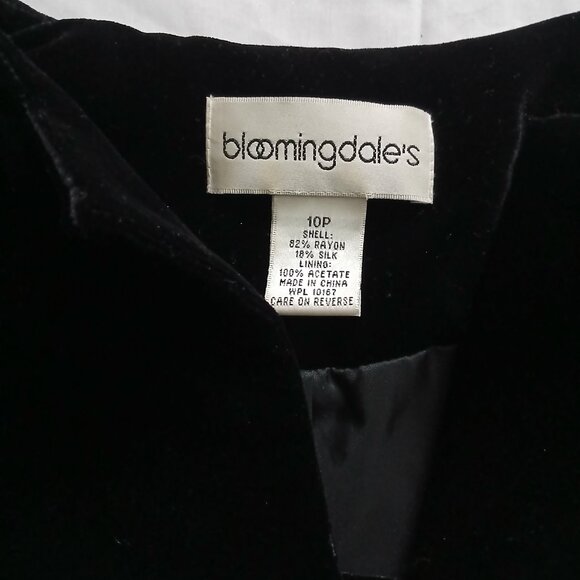 bloomingdale's
10P
SHELL:
82% RAYON
18% SILK
LINING:
100% ACETATE
MADE IN CHINA
WPL 10167
CARE ON REVERSE